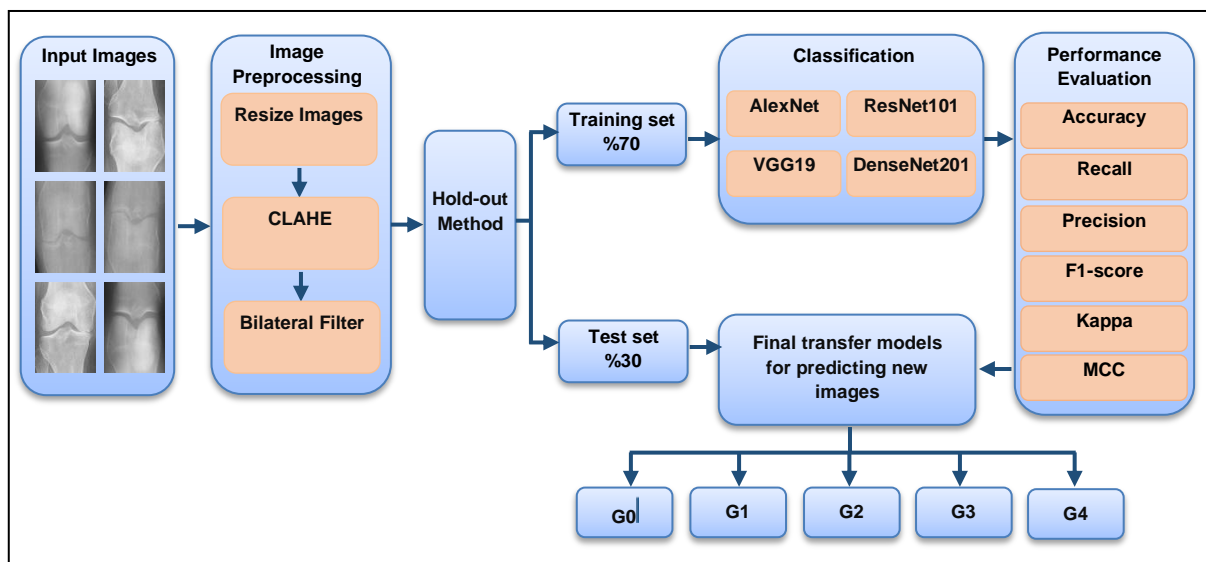 Input Images
Image
Preprocessing
Resize Images
CLAHE
Bilateral Filter
Hold-out
Method
Training set
%70
Test set
%30
Classification
AlexNet
ResNet101
VGG19
DenseNet201
Final transfer models
for predicting new
images
Performance
Evaluation
Accuracy
Recall
Precision
F1-score
Kappa
MCC
G0
G1
G2
G3
G4